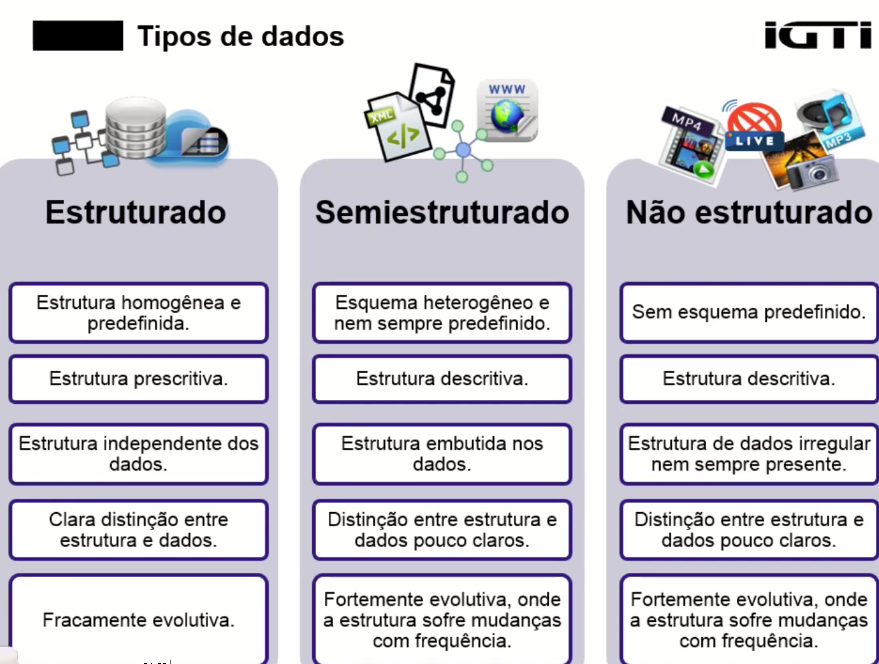 Tipos de dados
iGTi
XML
WWW
MP4
LIVE
MP3
Estruturado
Estrutura homogênea e
predefinida.
Estrutura prescritiva.
Estrutura independente dos
dados.
Clara distinção entre
estrutura e dados.
Fracamente evolutiva.
Semiestruturado
Esquema heterogêneo e
nem sempre predefinido.
Estrutura descritiva.
Estrutura embutida nos
dados.
Distinção entre estrutura e
dados pouco claros.
Fortemente evolutiva, onde
a estrutura sofre mudanças
com frequência.
Não estruturado
Sem esquema predefinido.
Estrutura descritiva.
Estrutura de dados irregular
nem sempre presente.
Distinção entre estrutura e
dados pouco claros.
Fortemente evolutiva, onde
a estrutura sofre mudanças
com frequência.